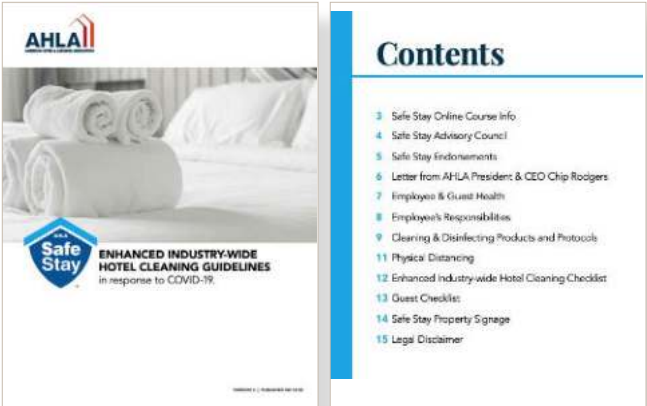 AHLA
AHLA
Safe
Stay
ENHANCED INDUSTRY-WIDE
HOTEL CLEANING GUIDELINES
in response to COVID-19.
Contents
3 Safe Stay Online Course Info
4 Safe Stay Advisory Council
5 Safe Stay Endorsements
6 Letter from AHLA President & CEO Chip Rodgers
7 Employee & Guest Health
8 Employee's Responsibilities
9 Cleaning & Disinfecting Products and Protocols
11 Physical Distancing
12 Enhanced Industry-wide Hotel Cleaning Checklist
13 Guest Checklist
14 Safe Stay Property Signage
15 Legal Disclaimer